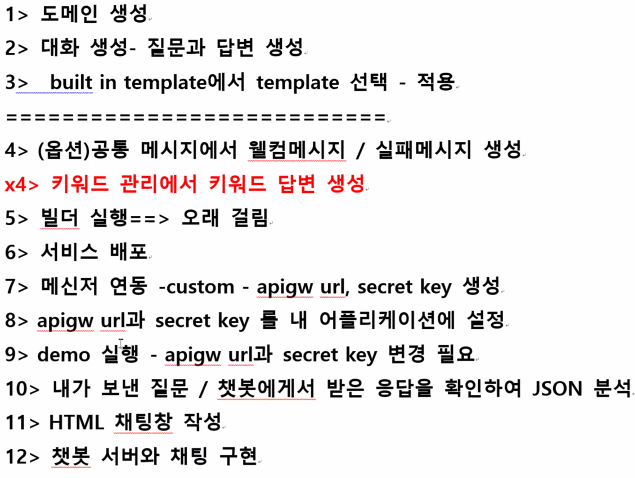 1> 도메인 생성
2> 대화 생성- 질문과 답변 생성
3>  built in template에서 template 선택 - 적용
===========================
4> (옵션)공통 메시지에서 웰컴메시지 / 실패메시지 생성
x4> 키워드 관리에서 키워드 답변 생성
5> 빌더 실행==> 오래 걸림
6> 서비스 배포
7> 메신저 연동 -custom - apigw url, secret key 생성
8> apigw url과 secret key 를 내 어플리케이션에 설정
9> demo 실행 - apigw url과 secret key 변경 필요
10> 내가 보낸 질문 / 챗봇에게서 받은 응답을 확인하여 JSON 분석
11> HTML 채팅창 작성
12> 챗봇 서버와 채팅 구현